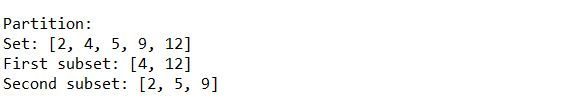 Partition:
Set: [2, 4, 5, 9, 12]
First subset: [4, 12]
Second subset: [2, 5, 9]